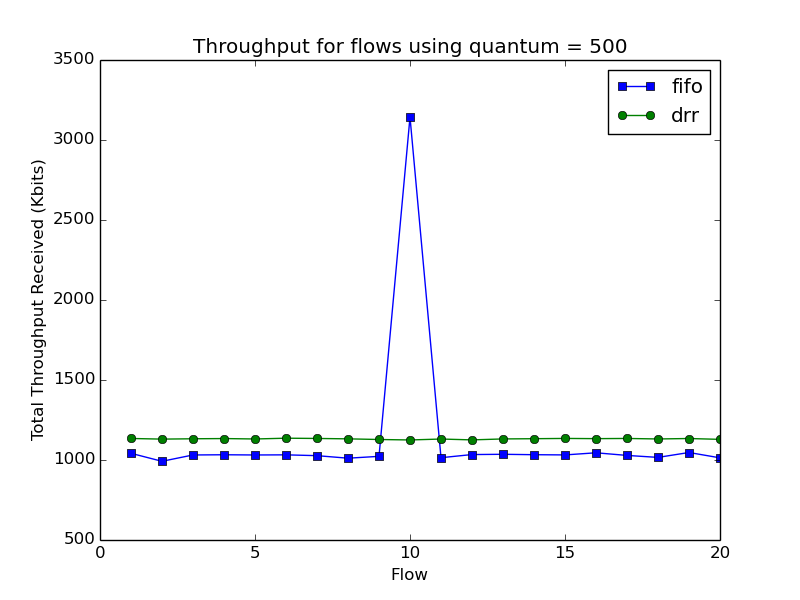 Throughput for flows using quantum = 500
3500
3000
2500
2000
1500
1000
500
Total Throughput Received (Kbits)
fifo
drr
0
5
10
15
20
Flow